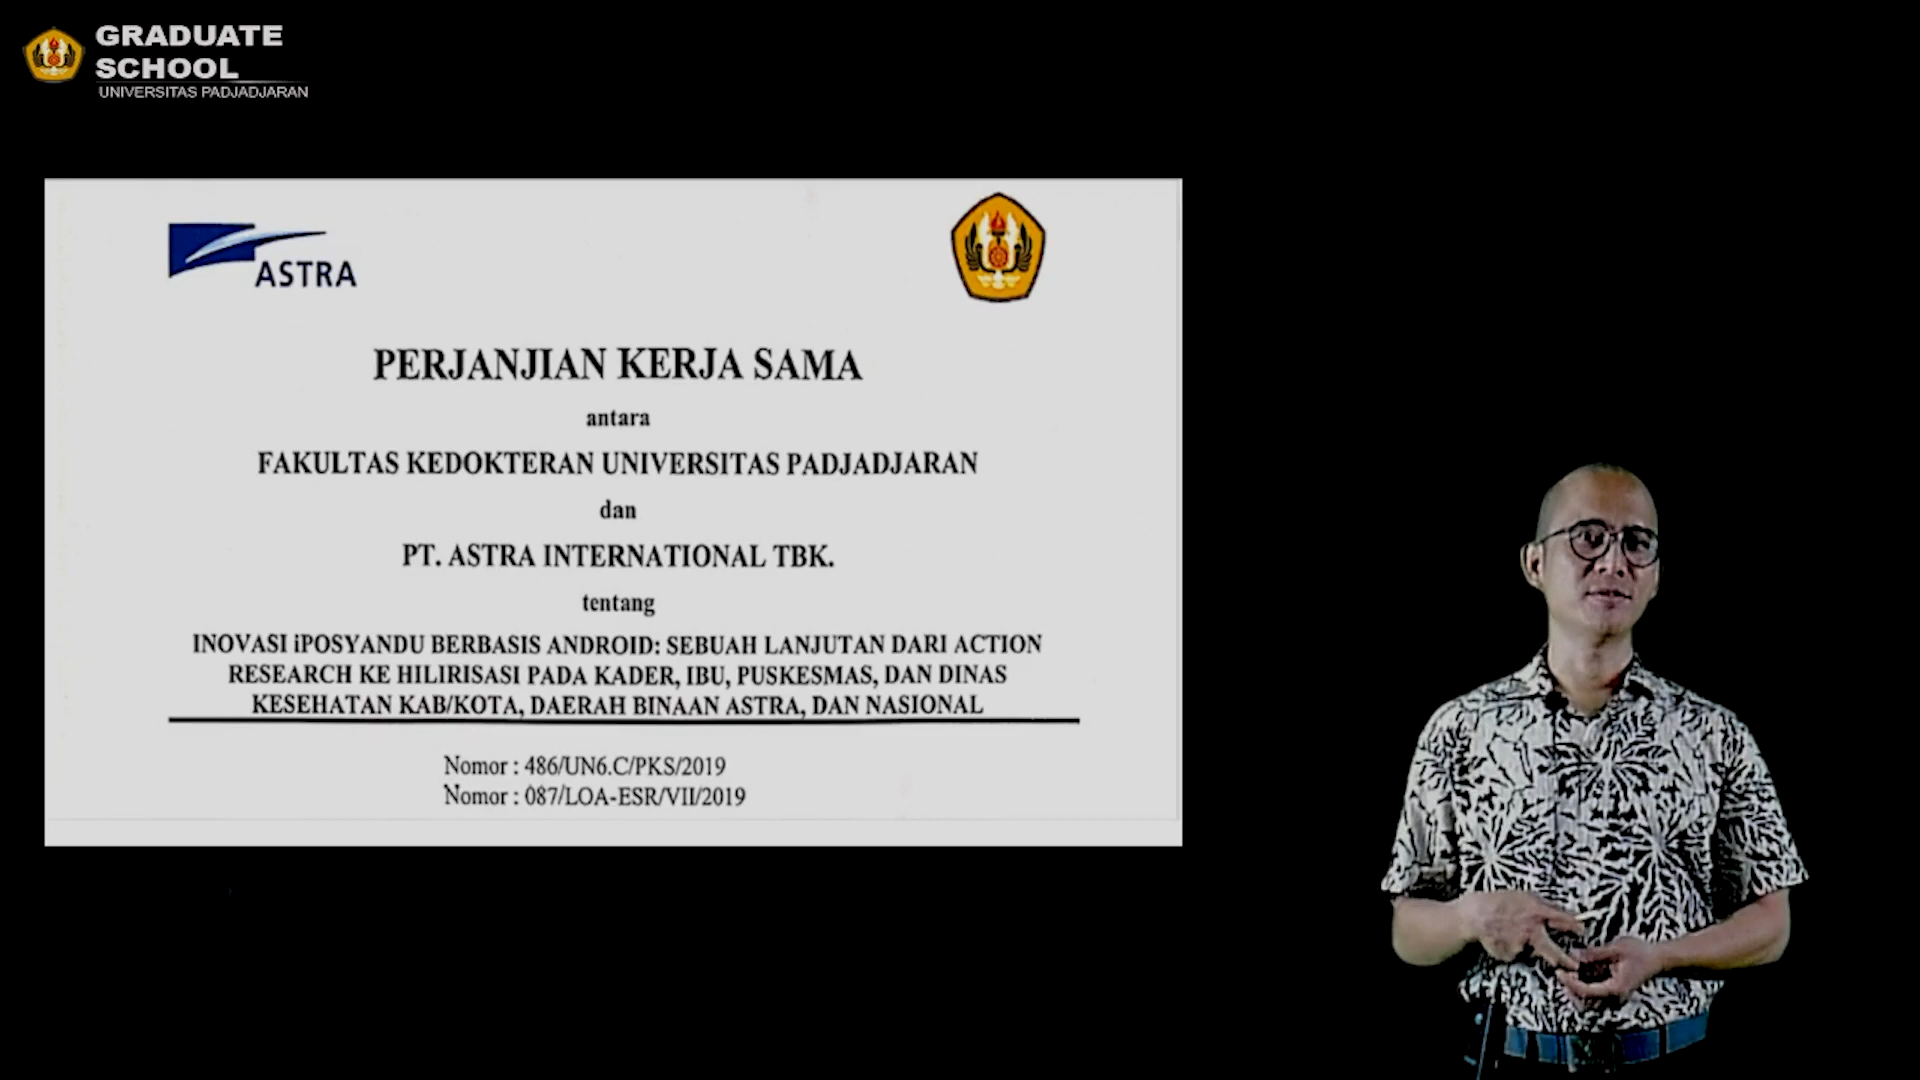 GRADUATE
SCHOOL
UNIVERSITAS PADJADJARAN
ASTRA
PERJANJIAN KERJA SAMA
antara
FAKULTAS KEDOKTERAN UNIVERSITAS PADJADJARAN
dan
PT. ASTRA INTERNATIONAL TBK.
tentang
INOVASI iPOSYANDU BERBASIS ANDROID: SEBUAH LANJUTAN DARI ACTION
RESEARCH KE HILIRISASI PADA KADER, IBU, PUSKESMAS, DAN DINAS
KESEHATAN KAB/KOTA, DAERAH BINAAN ASTRA, DAN NASIONAL
Nomor : 486/UN6.C/PKS/2019
Nomor : 087/LOA-ESR/VII/2019